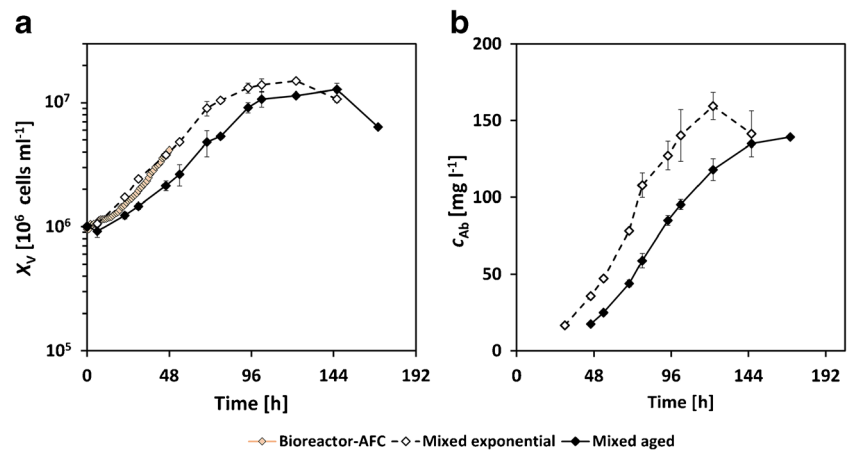 a
b
10⁷
10⁶
10⁵
X_V [10⁶ cells ml⁻¹]
0 48 96 144 192
Time [h]
200
150
100
50
0
c_Ab [mg l⁻¹]
0 48 96 144 192
Time [h]
Bioreactor-AFC Mixed exponential Mixed aged